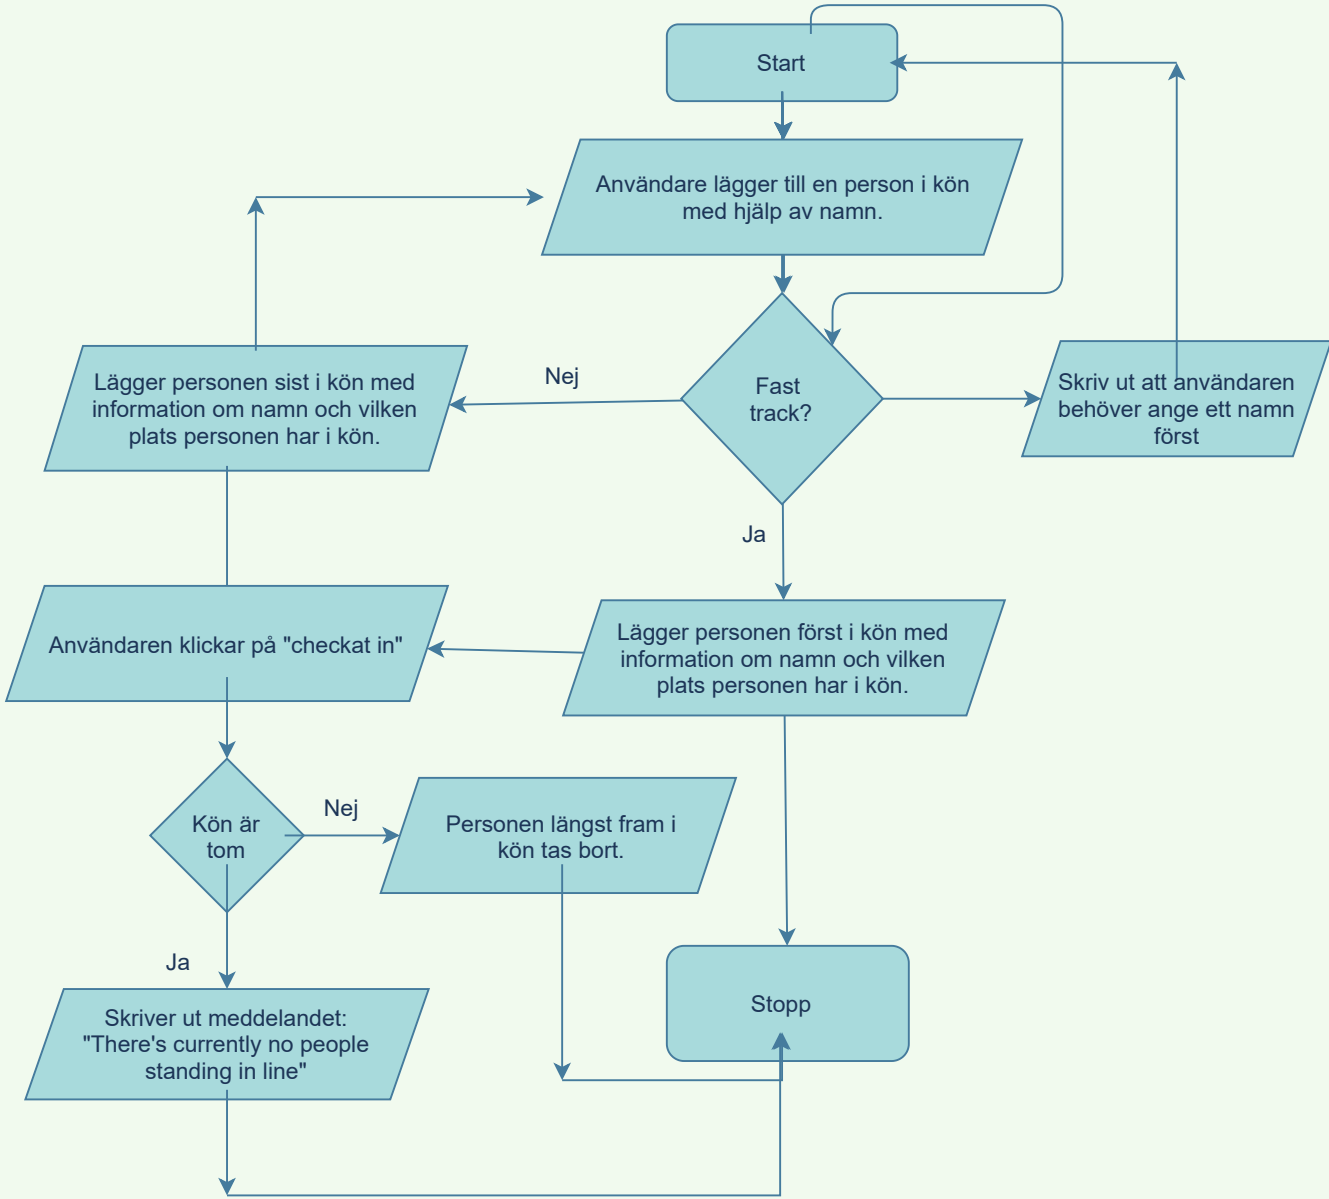 Start
Användare lägger till en person i kön
med hjälp av namn.
Fast
track?
Nej
Lägger personen sist i kön med
information om namn och vilken
plats personen har i kön.
Skriv ut att användaren
behöver ange ett namn
först
Ja
Lägger personen först i kön med
information om namn och vilken
plats personen har i kön.
Användaren klickar på "checkat in"
Kön är
tom
Nej
Personen längst fram i
kön tas bort.
Ja
Skriver ut meddelandet:
"There's currently no people
standing in line"
Stopp